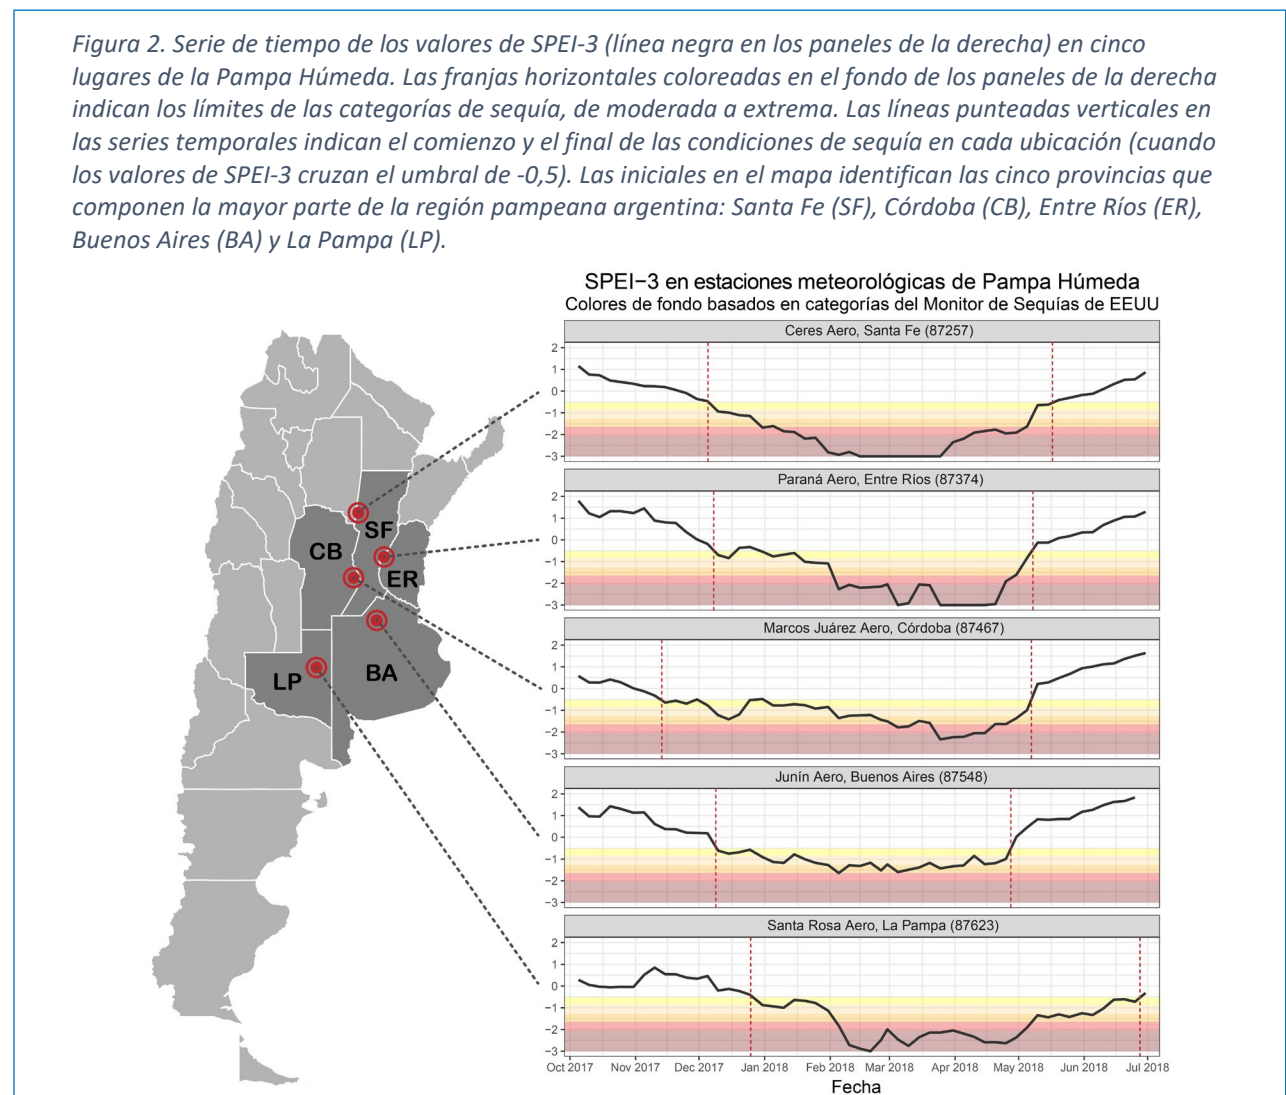 Figura 2. Serie de tiempo de los valores de SPEI-3 (línea negra en los paneles de la derecha) en cinco
lugares de la Pampa Húmeda. Las franjas horizontales coloreadas en el fondo de los paneles de la derecha
indican los límites de las categorías de sequía, de moderada a extrema. Las líneas punteadas verticales en
las series temporales indican el comienzo y el final de las condiciones de sequía en cada ubicación (cuando
los valores de SPEI-3 cruzan el umbral de -0,5). Las iniciales en el mapa identifican las cinco provincias que
componen la mayor parte de la región pampeana argentina: Santa Fe (SF), Córdoba (CB), Entre Ríos (ER),
Buenos Aires (BA) y La Pampa (LP).
SPEI−3 en estaciones meteorológicas de Pampa Húmeda
Colores de fondo basados en categorías del Monitor de Sequías de EEUU
SF
CB
ER
BA
LP
Ceres Aero, Santa Fe (87257)
2
1
0
−1
−2
−3
Paraná Aero, Entre Ríos (87374)
2
1
0
−1
−2
−3
Marcos Juárez Aero, Córdoba (87467)
2
1
0
−1
−2
−3
Junín Aero, Buenos Aires (87548)
2
1
0
−1
−2
−3
Santa Rosa Aero, La Pampa (87623)
2
1
0
−1
−2
−3
Oct 2017 Nov 2017 Dec 2017 Jan 2018 Feb 2018 Mar 2018 Apr 2018 May 2018 Jun 2018 Jul 2018
Fecha